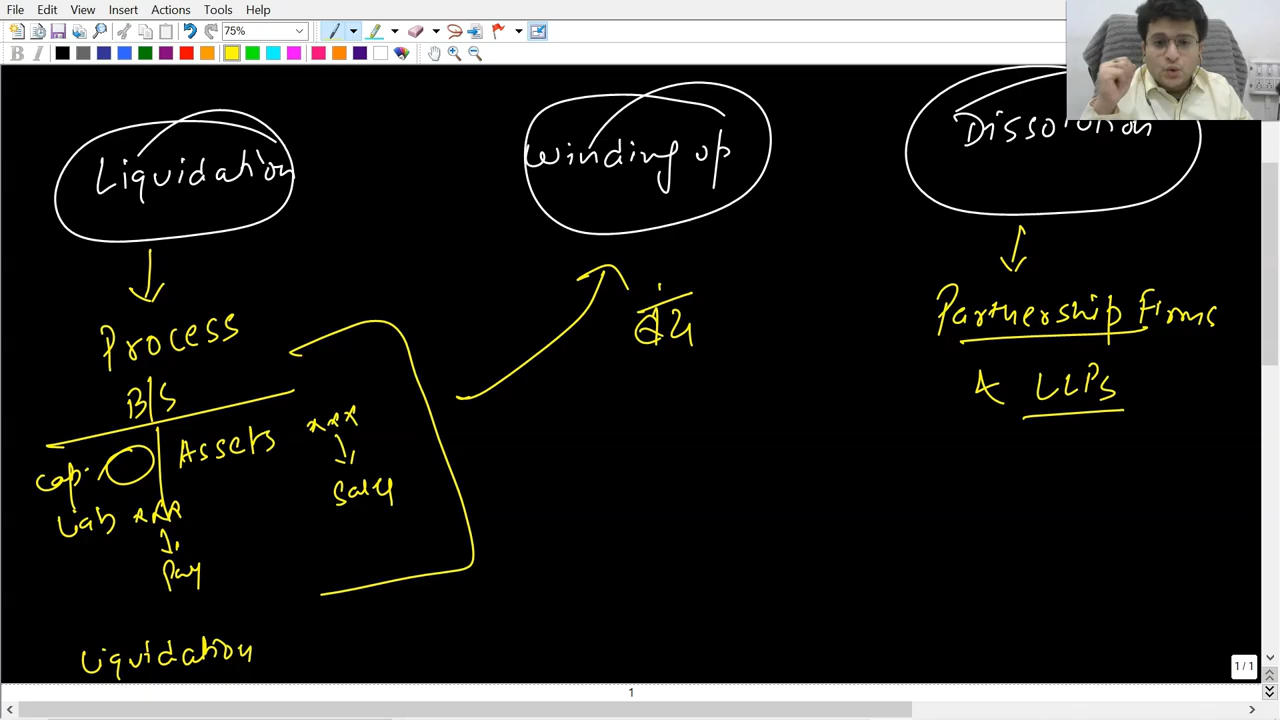 File Edit View Insert Actions Tools Help
75%
B I
Liquidation
Winding up
Dissolution
Process
B/S
Cap.
Assets
xxx
Liab xxx
Sale
Pay
Partnership Firms
& LLPs
Liquidation
1/1
1